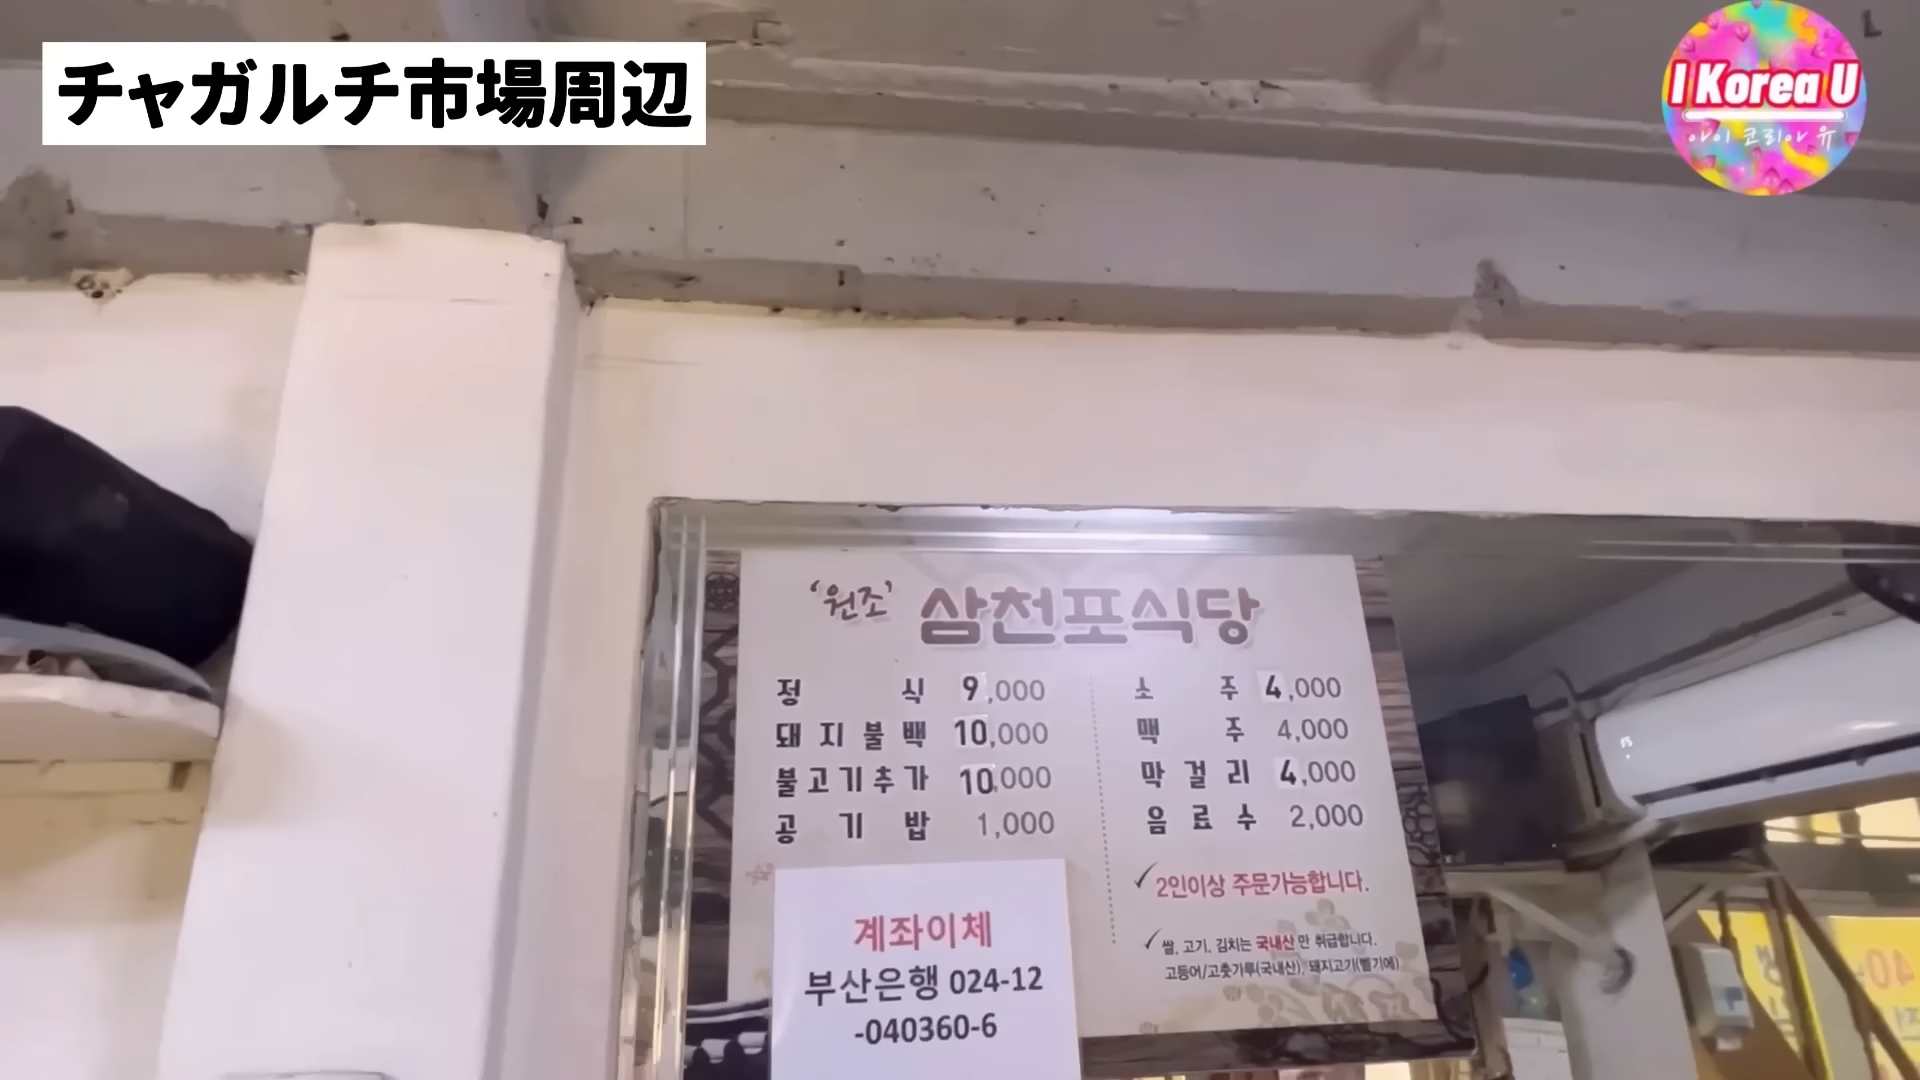 チャガルチ市場周辺
I Korea U
아이 코리아 유
'원조' 삼천포식당
정식 9,000
돼지불백 10,000
불고기추가 10,000
공기밥 1,000
소주 4,000
맥주 4,000
막걸리 4,000
음료수 2,000
✓2인이상 주문가능합니다.
✓쌀, 고기, 김치는 국내산 만 취급합니다.
고등어/고춧가루(국내산), 돼지고기(벨기에)
계좌이체
부산은행 024-12
-040360-6